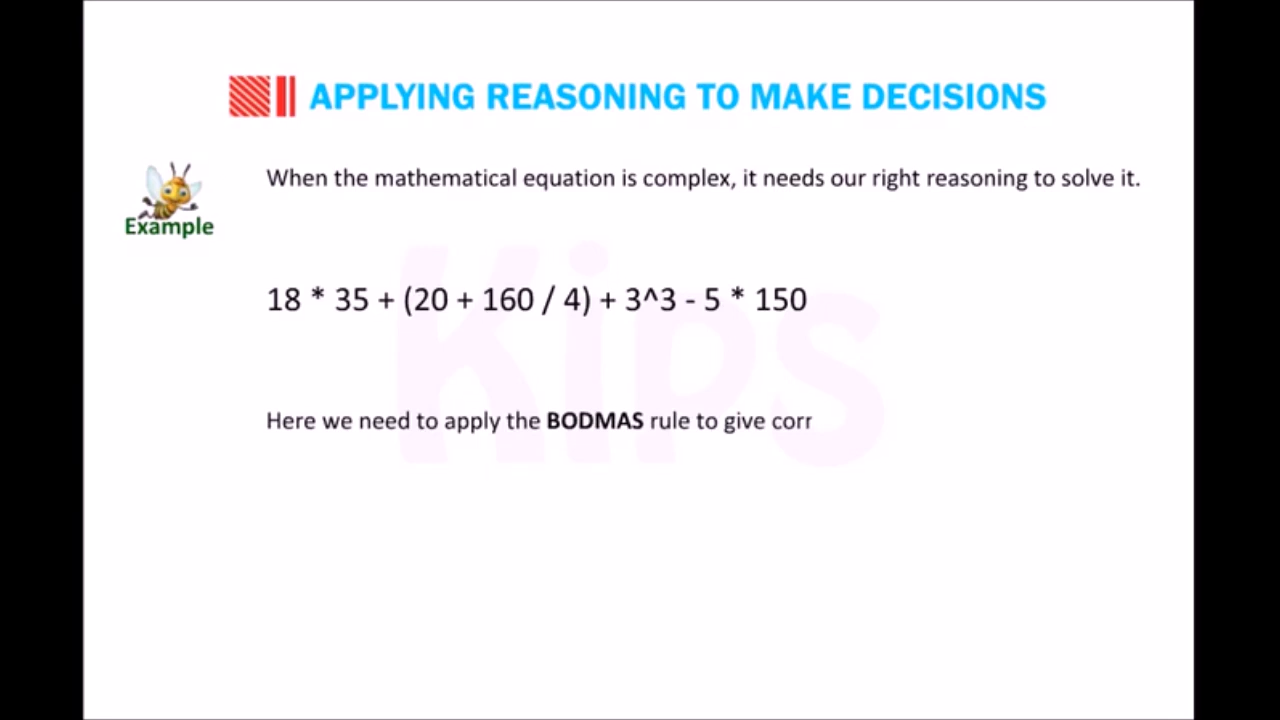 APPLYING REASONING TO MAKE DECISIONS
When the mathematical equation is complex, it needs our right reasoning to solve it.
Example
18 * 35 + (20 + 160 / 4) + 3^3 - 5 * 150
Here we need to apply the BODMAS rule to give corr
Kips